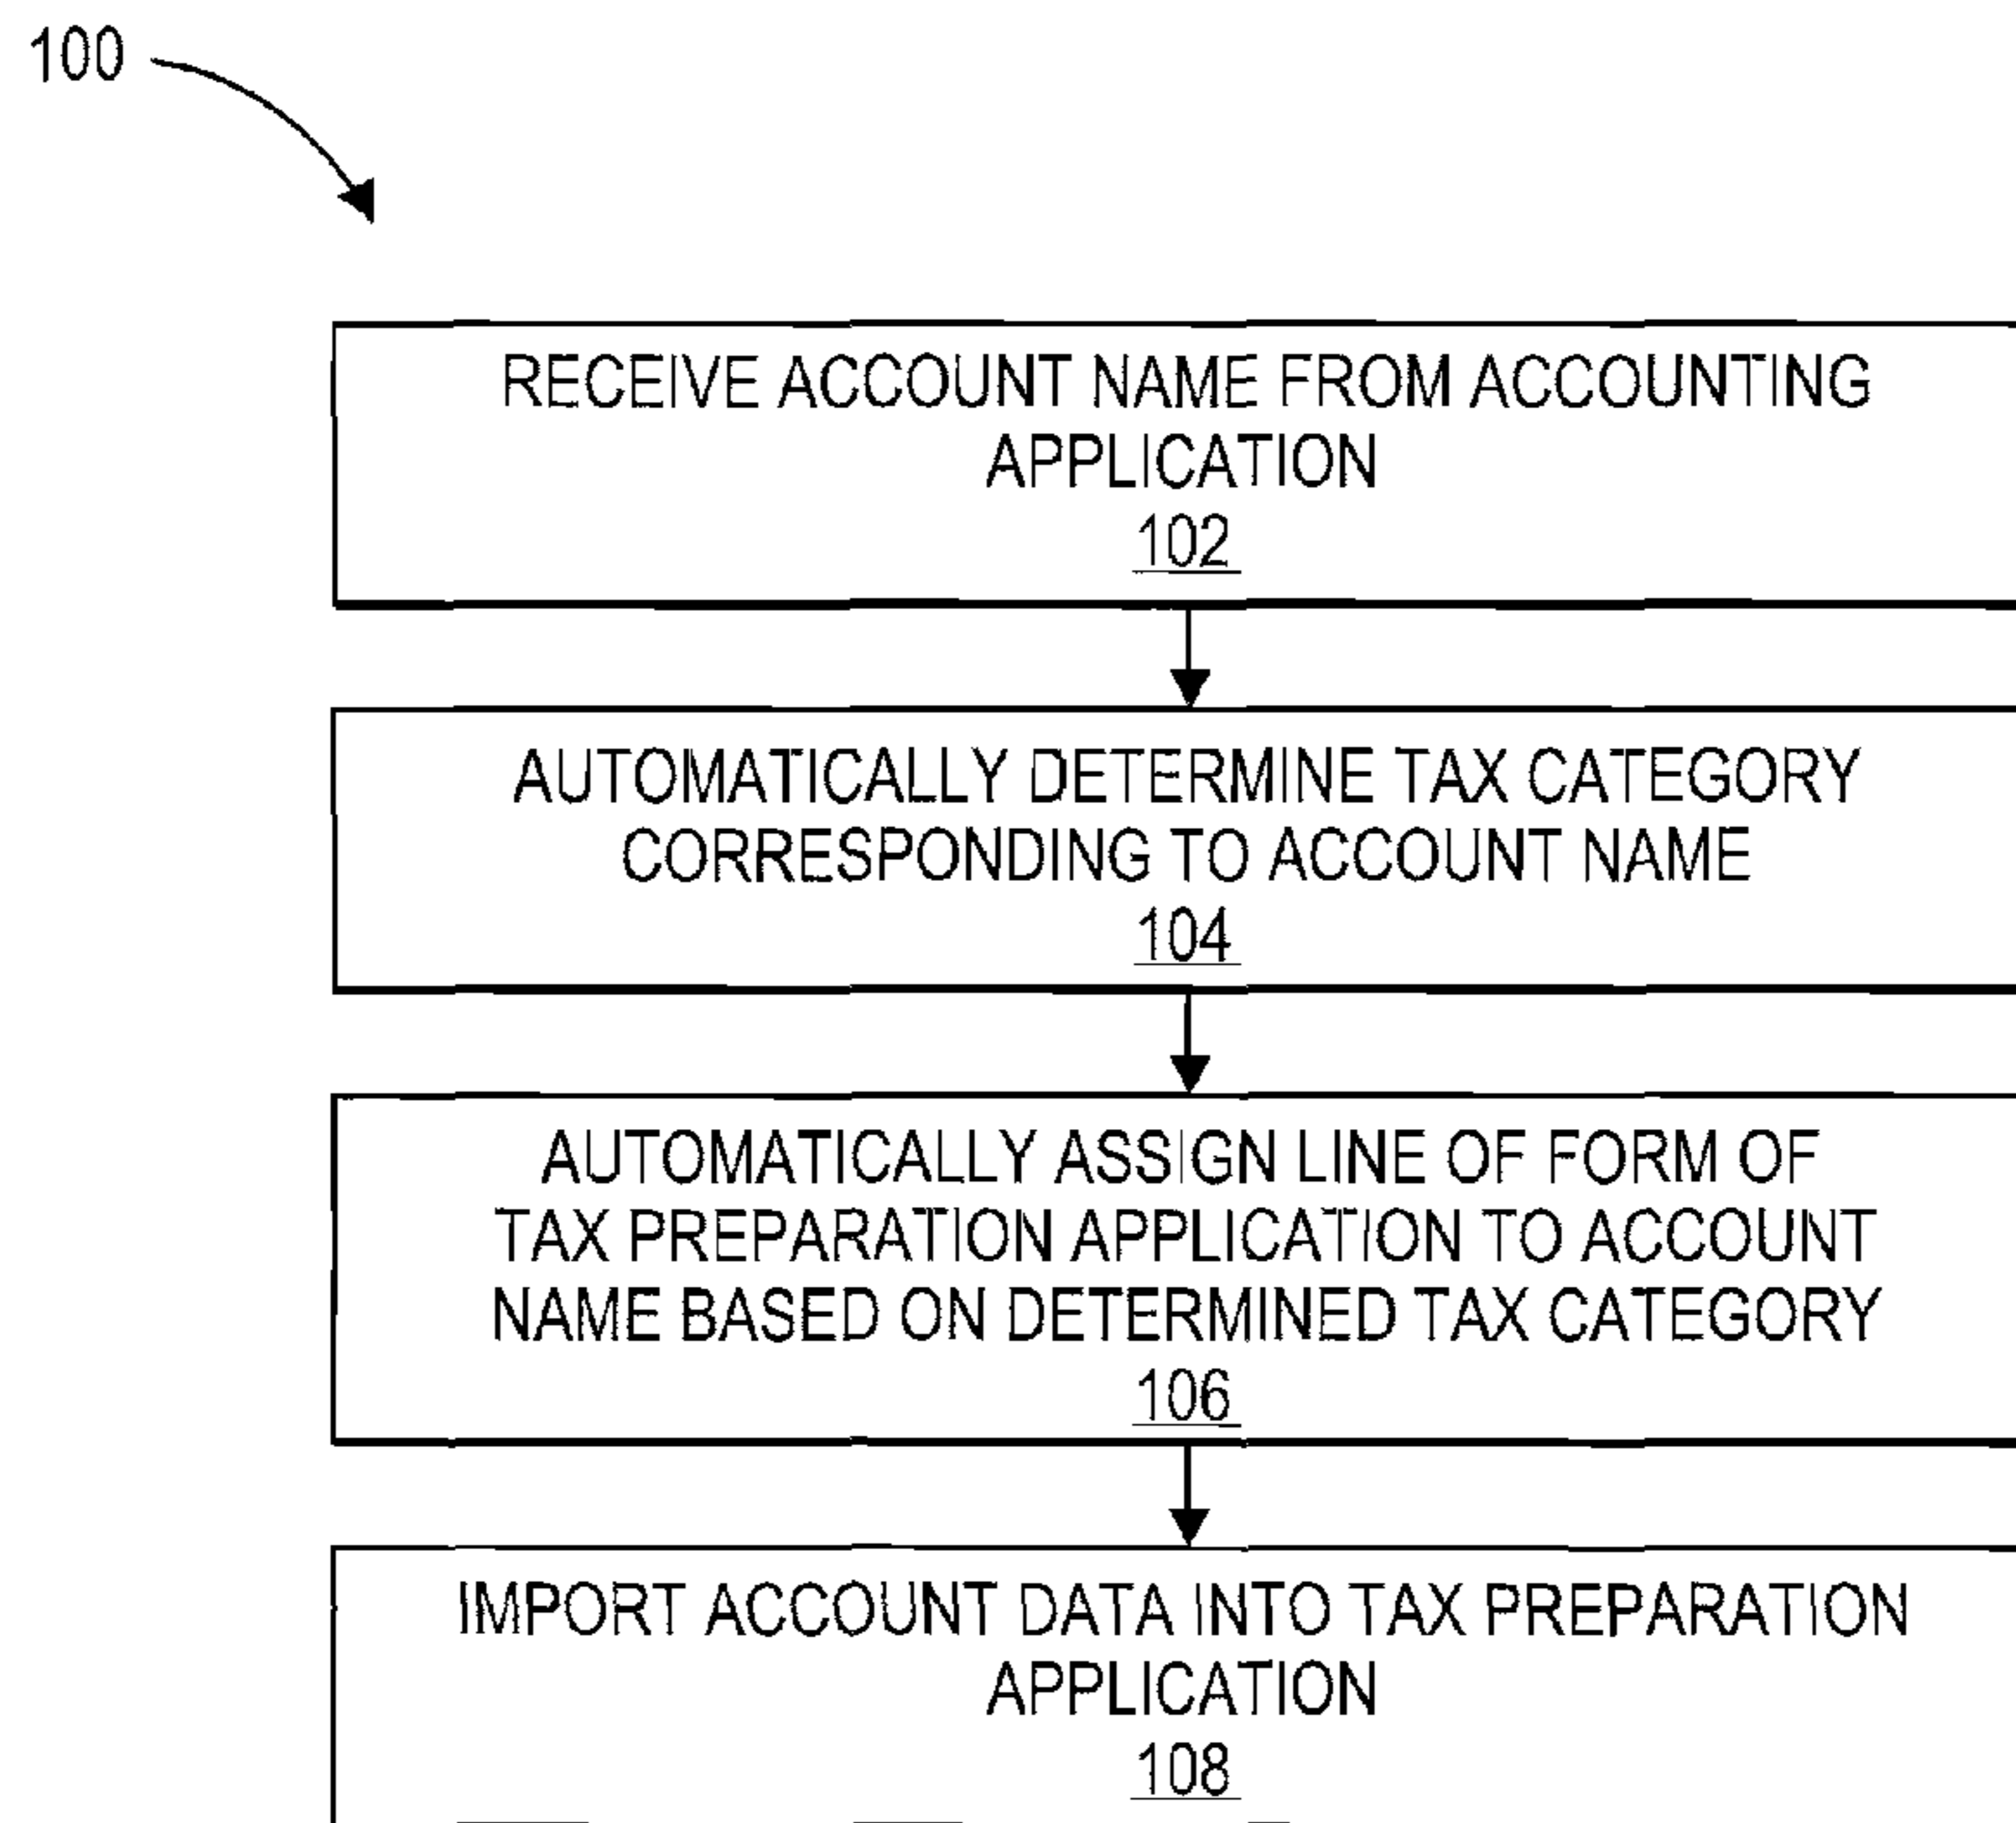 100
RECEIVE ACCOUNT NAME FROM ACCOUNTING
APPLICATION
102
AUTOMATICALLY DETERMINE TAX CATEGORY
CORRESPONDING TO ACCOUNT NAME
104
AUTOMATICALLY ASSIGN LINE OF FORM OF
TAX PREPARATION APPLICATION TO ACCOUNT
NAME BASED ON DETERMINED TAX CATEGORY
106
IMPORT ACCOUNT DATA INTO TAX PREPARATION
APPLICATION
108